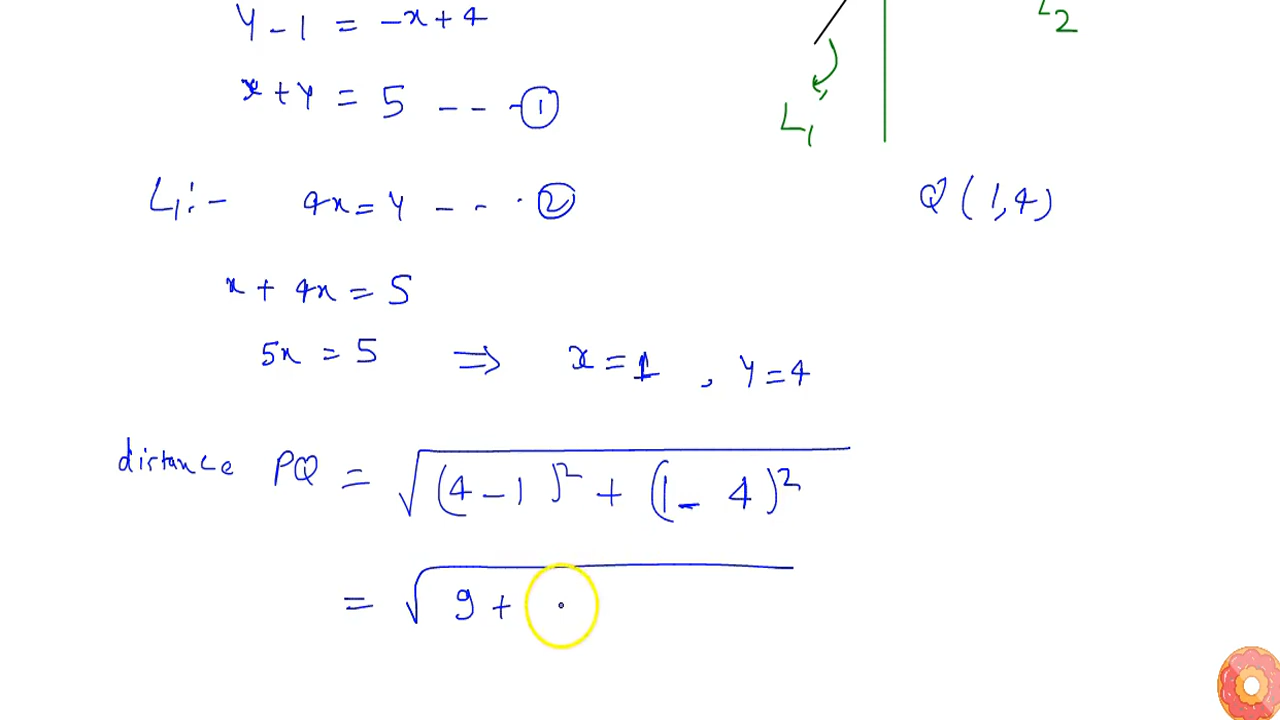 y - 1 = -x + 4
L2
x + y = 5 -- - ①
L1
L1:- 4x = y - - · ②
Q (1,4)
x + 4x = 5
5x = 5 ⇒ x = 1 , y = 4
distance PQ = √((4 - 1)² + (1 - 4)²)
= √(9 +